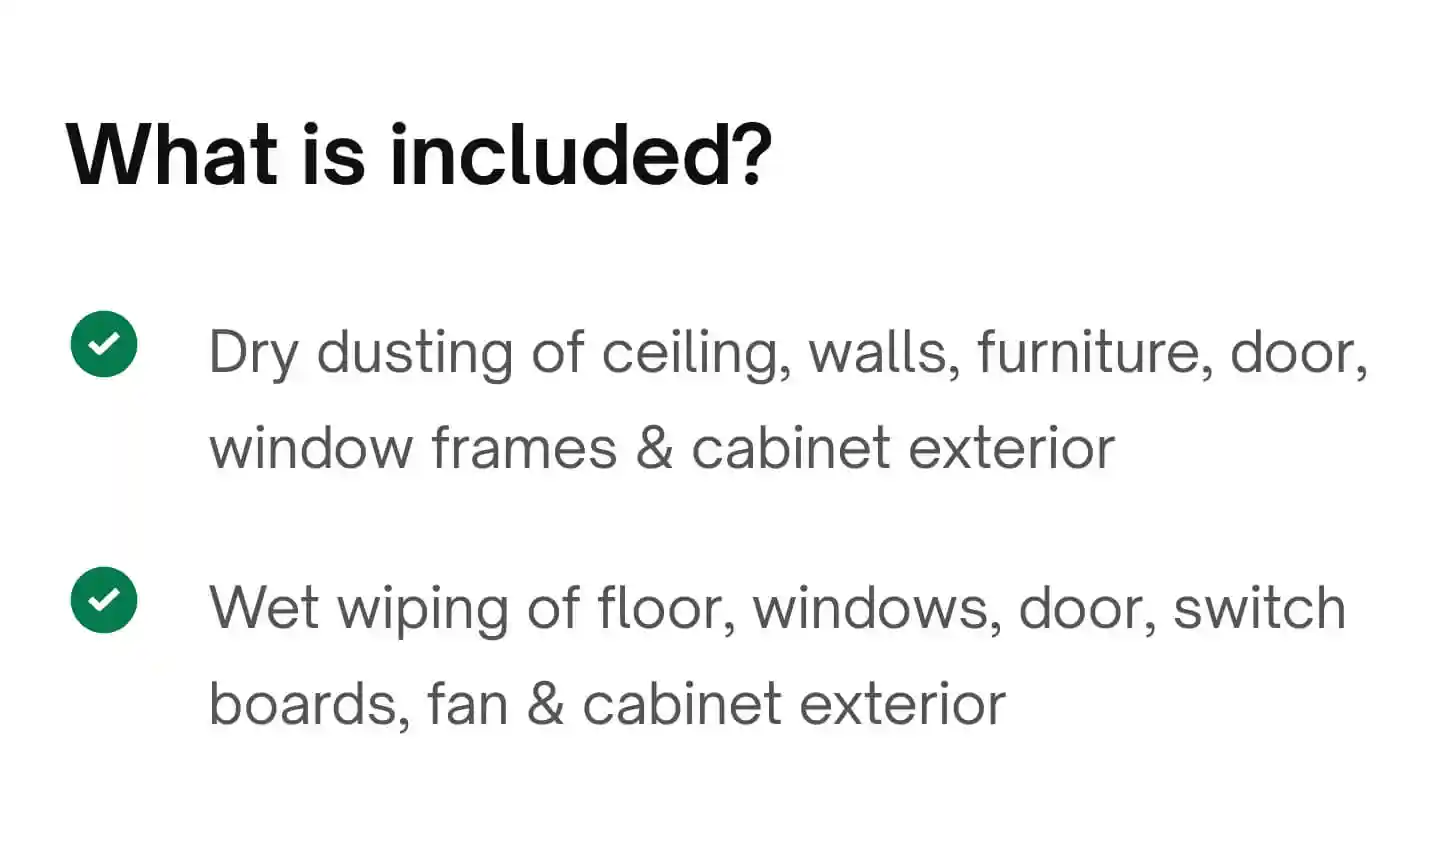 What is included?
Dry dusting of ceiling, walls, furniture, door,
window frames & cabinet exterior
Wet wiping of floor, windows, door, switch
boards, fan & cabinet exterior